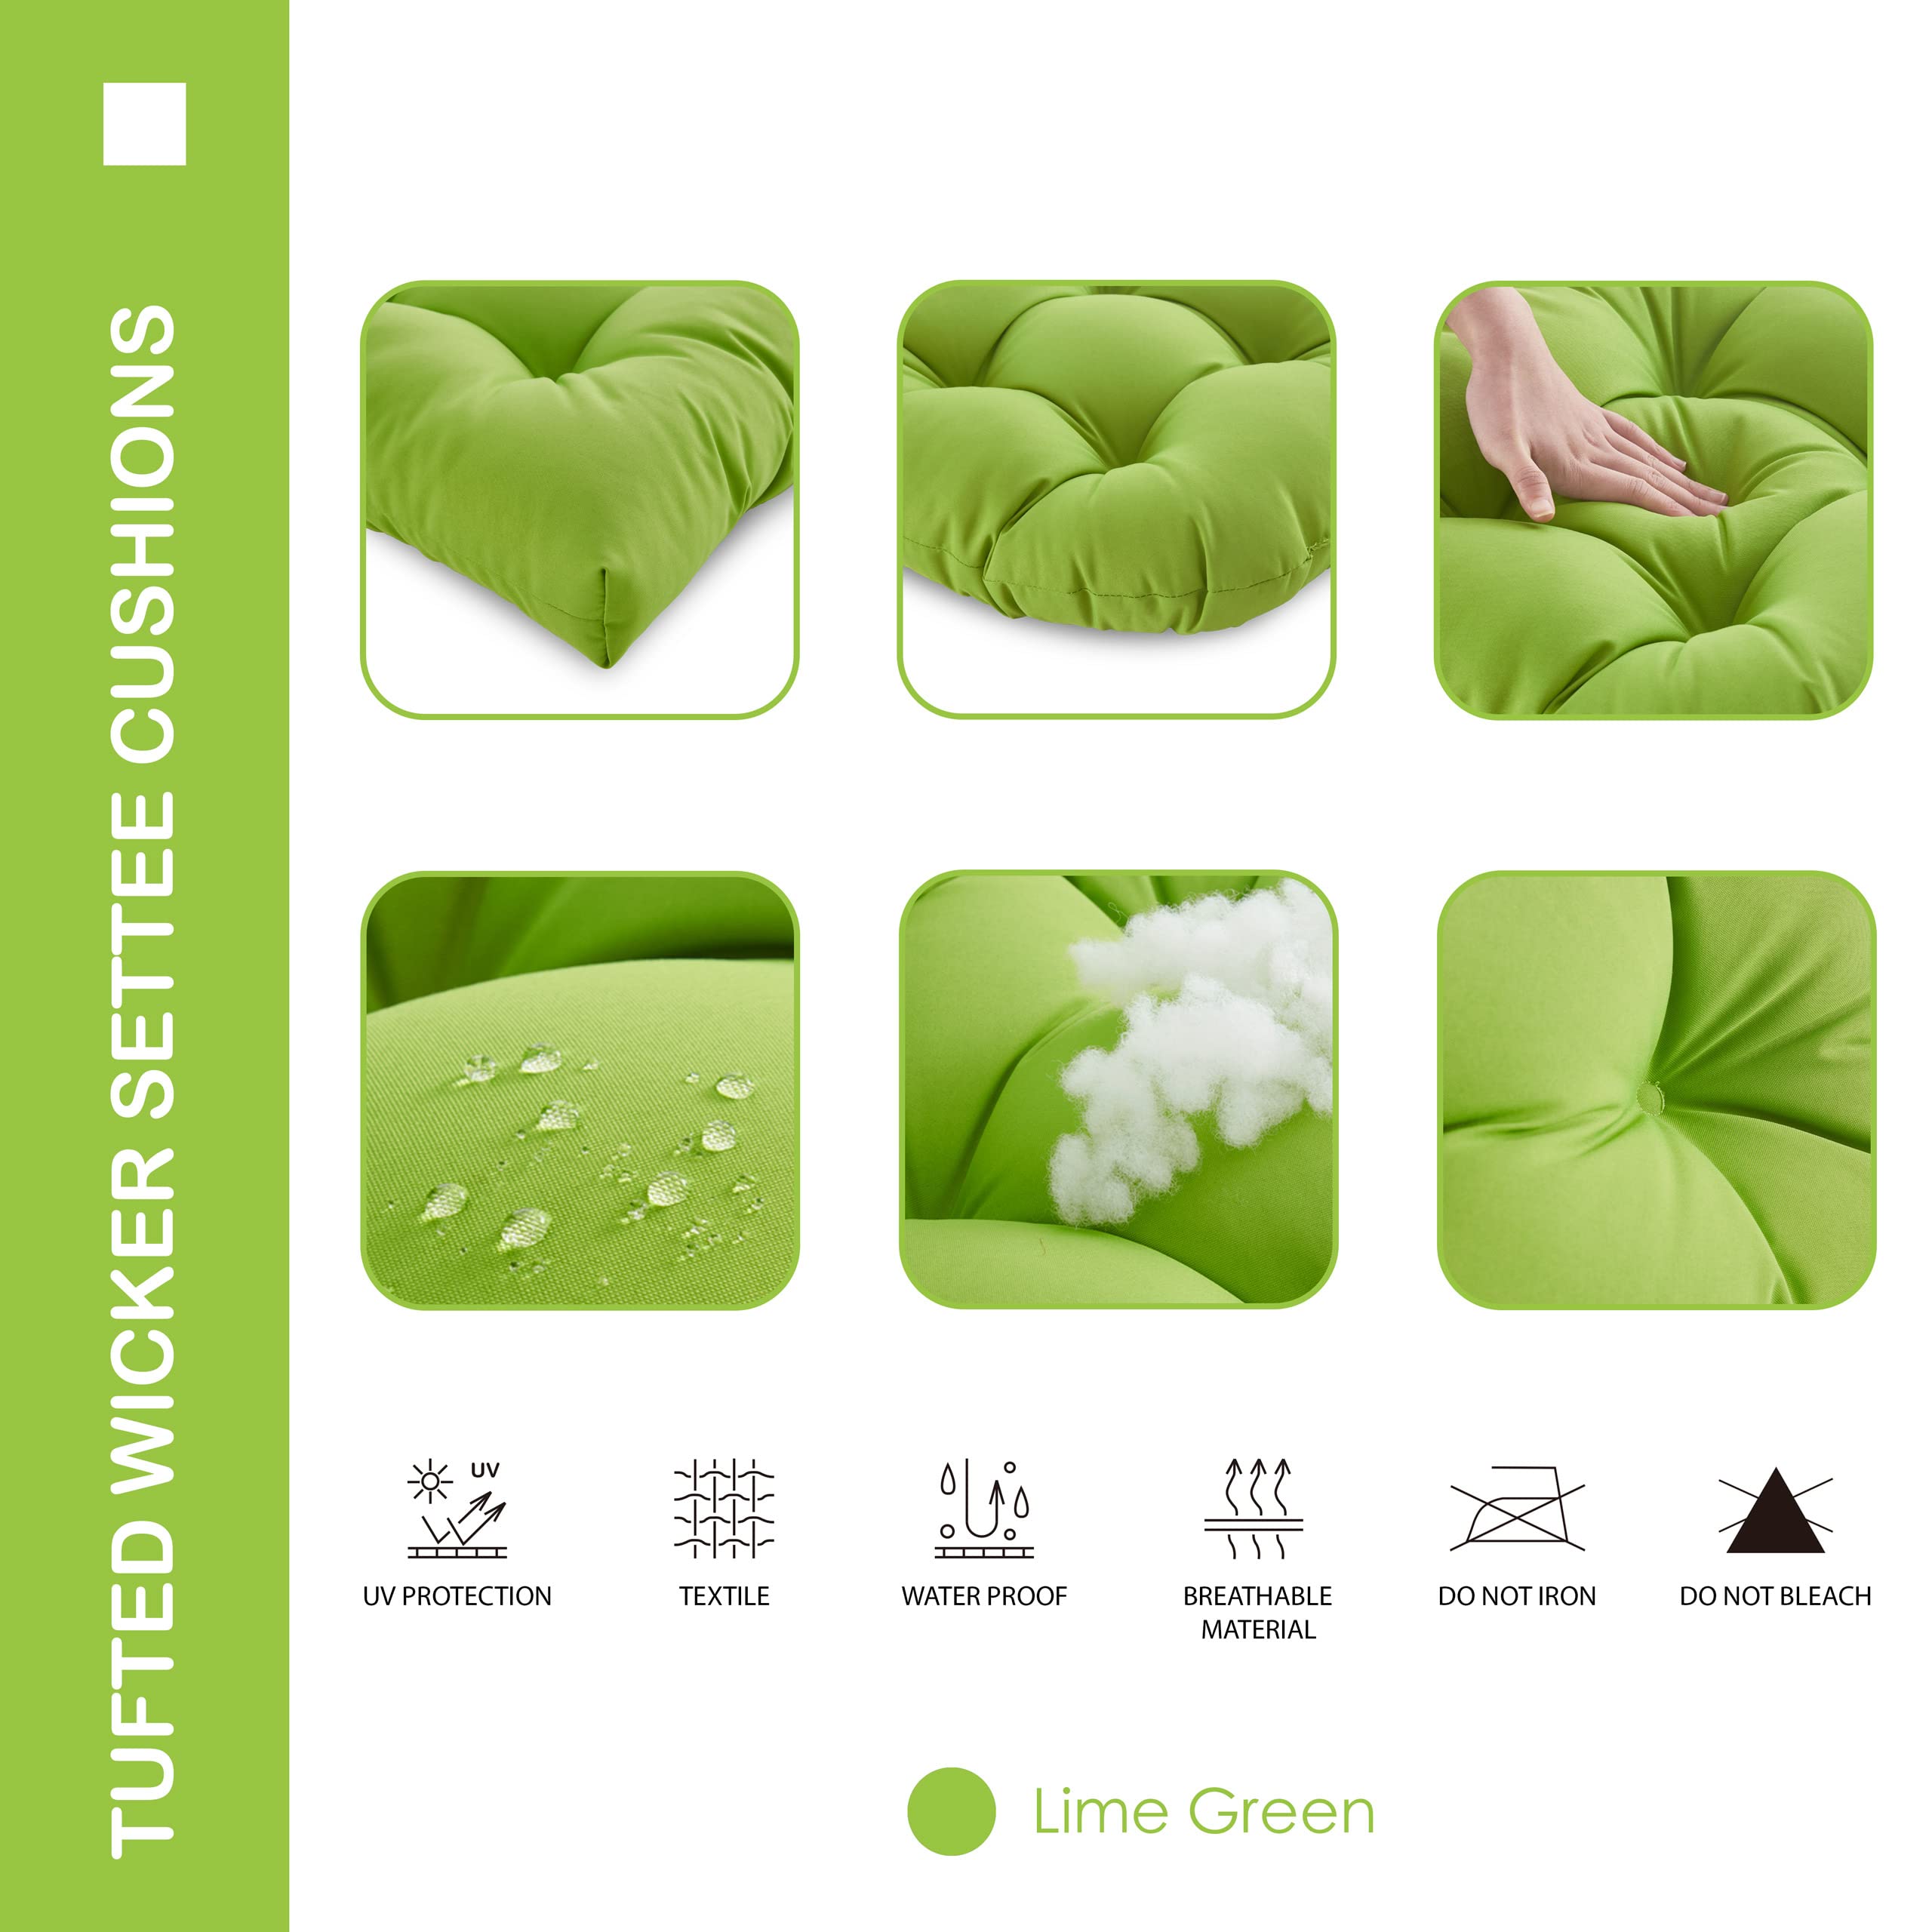 TUFTED WICKER SETTEE CUSHIONS
UV
UV PROTECTION
TEXTILE
WATER PROOF
BREATHABLE
MATERIAL
DO NOT IRON
DO NOT BLEACH
Lime Green